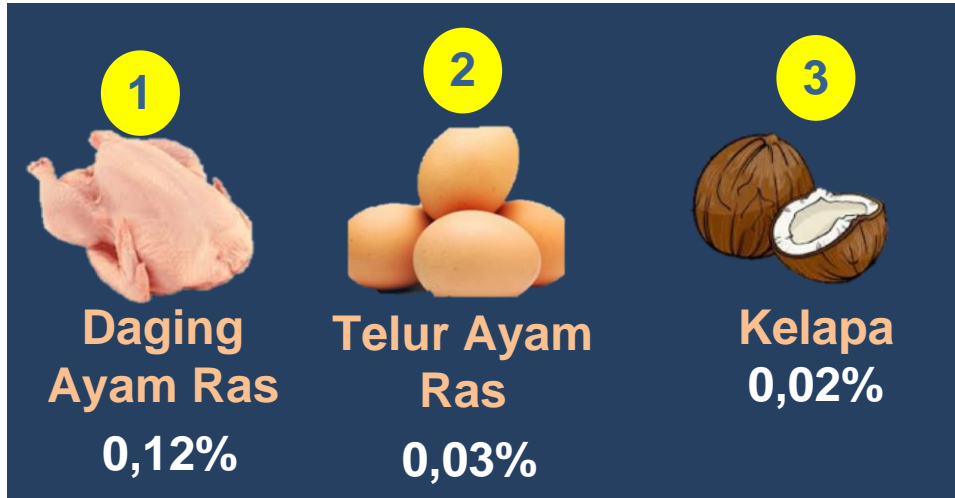 1
Daging
Ayam Ras
0,12%
2
Telur Ayam
Ras
0,03%
3
Kelapa
0,02%